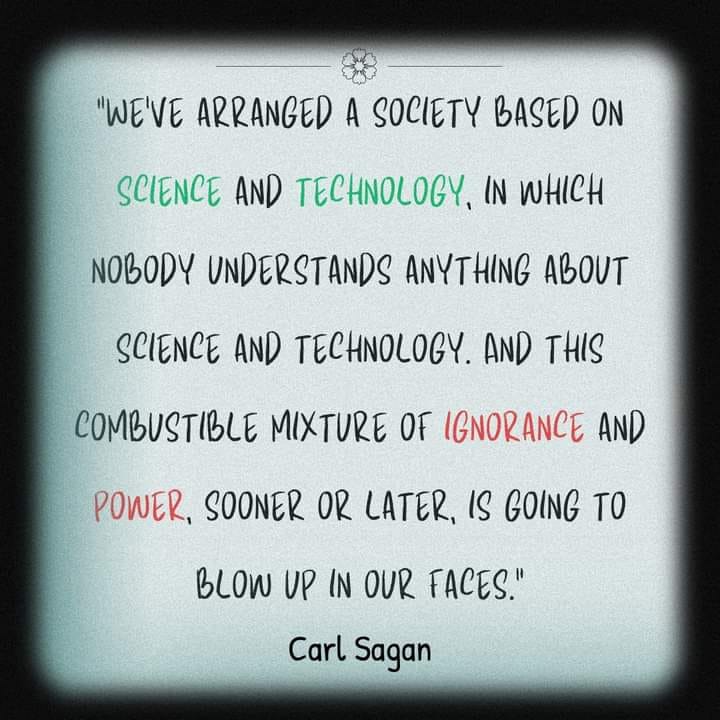 "WE'VE ARRANGED A SOCIETY BASED ON
SCIENCE AND TECHNOLOGY, IN WHICH
NOBODY UNDERSTANDS ANYTHING ABOUT
SCIENCE AND TECHNOLOGY. AND THIS
COMBUSTIBLE MIXTURE OF IGNORANCE AND
POWER, SOONER OR LATER, IS GOING TO
BLOW UP IN OUR FACES."
Carl Sagan